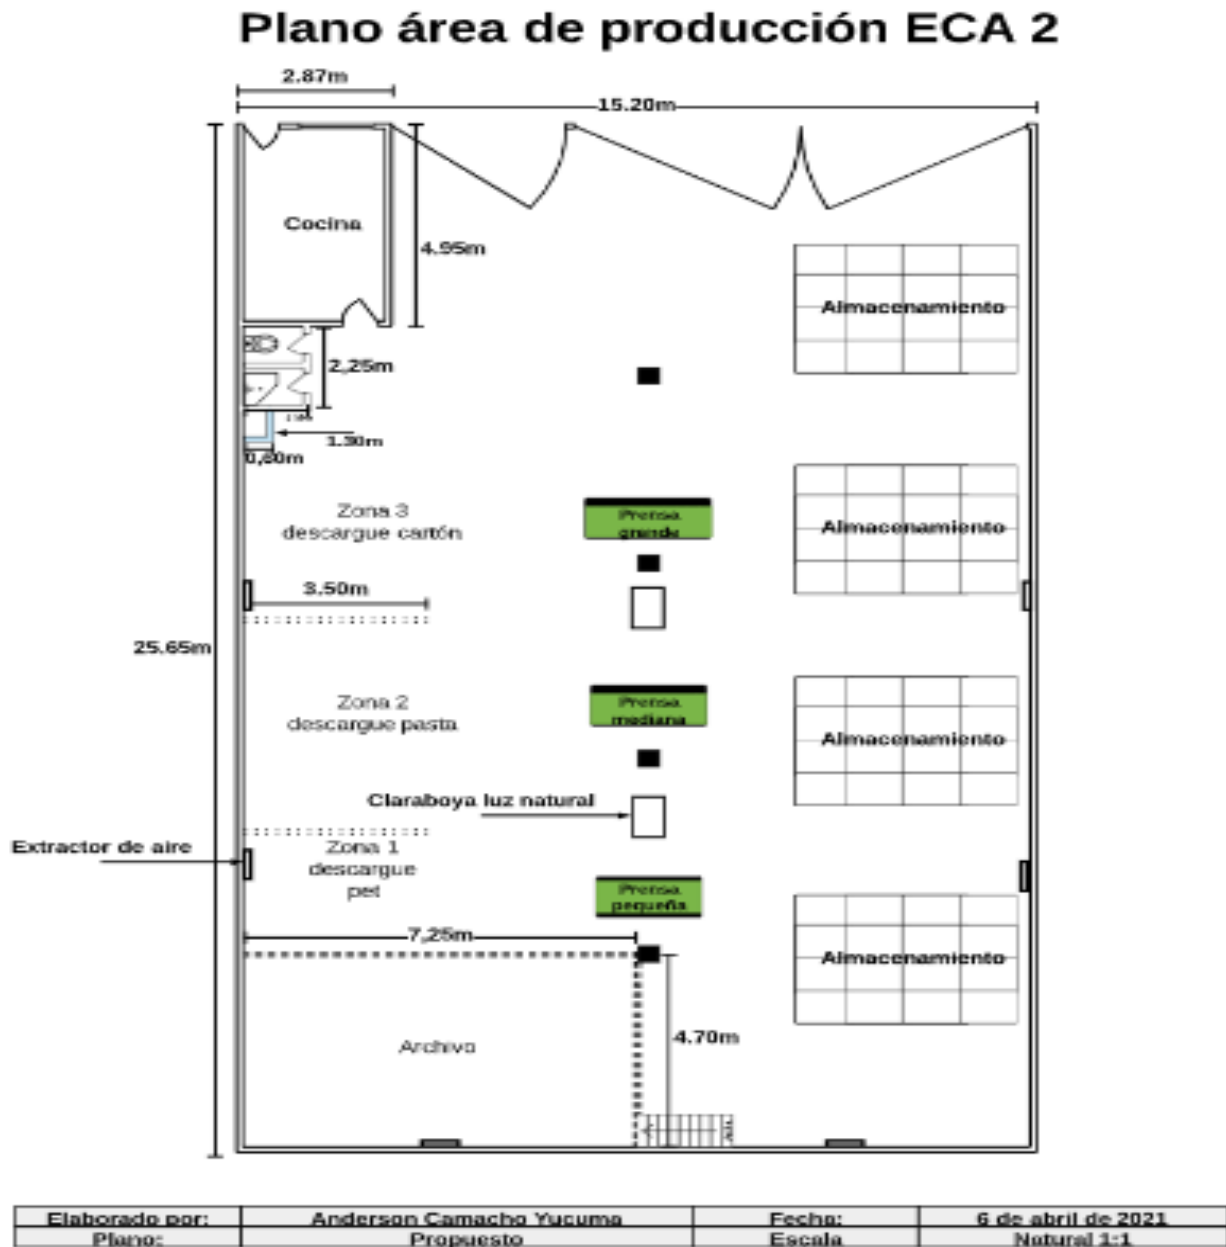 Plano área de producción ECA 2
2.87m
15.20m
Cocina
4.95m
Almacenamiento
2,25m
1.30m
0,60m
Zona 3
descargue cartón
Prensa
grande
Almacenamiento
3.50m
25.65m
Zona 2
descargue pasta
Prensa
mediana
Almacenamiento
Claraboya luz natural
Extractor de aire
Zona 1
descargue
pet
Prensa
pequeña
7,25m
Almacenamiento
Archivo
4.70m
Elaborado por: Anderson Camacho Yucuma Fecha: 6 de abril de 2021
Plano: Propuesto Escala Natural 1:1